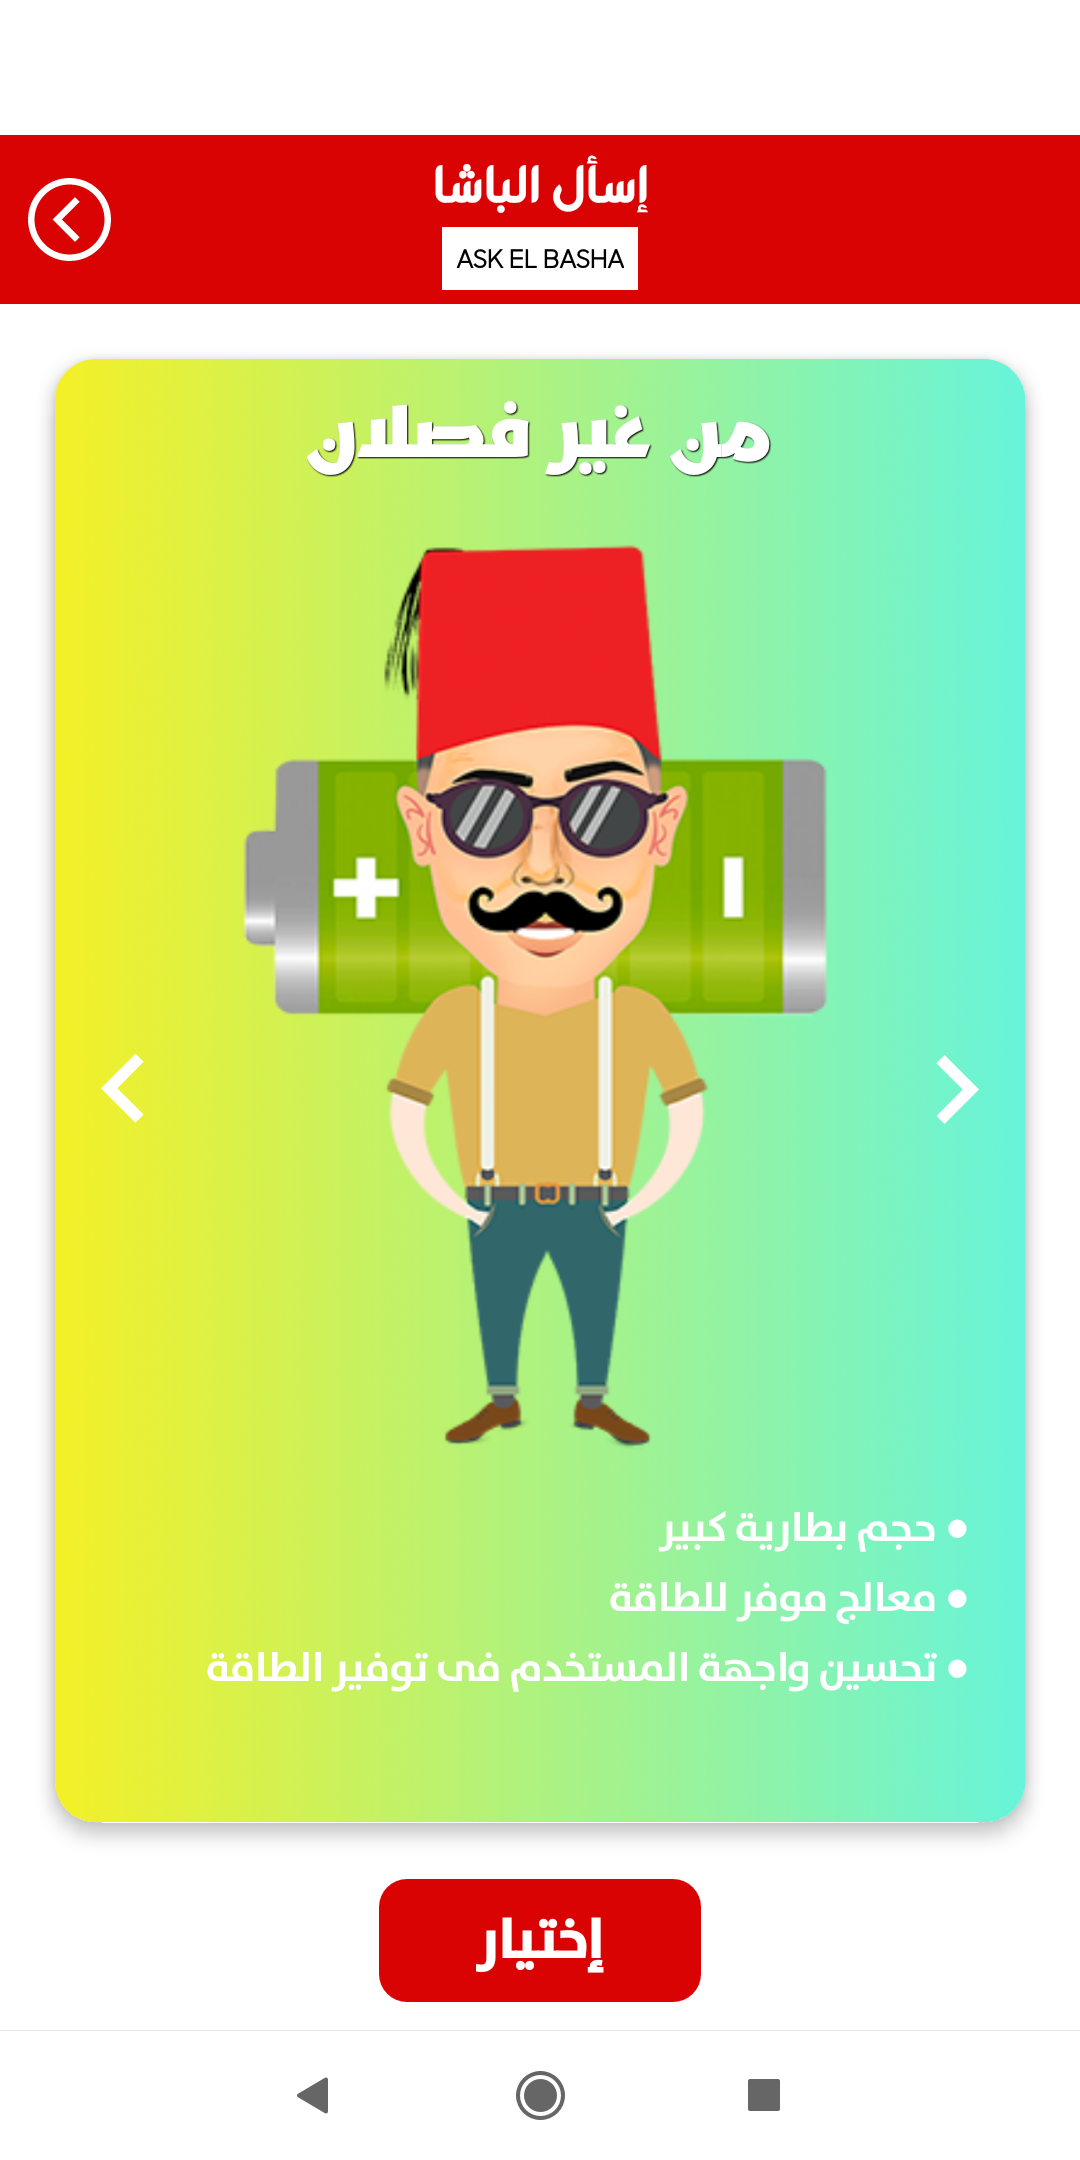 إسأل الباشا
ASK EL BASHA
من غير فصلان
• حجم بطارية كبير
• معالج موفر للطاقة
• تحسين واجهة المستخدم فى توفير الطاقة
إختيار